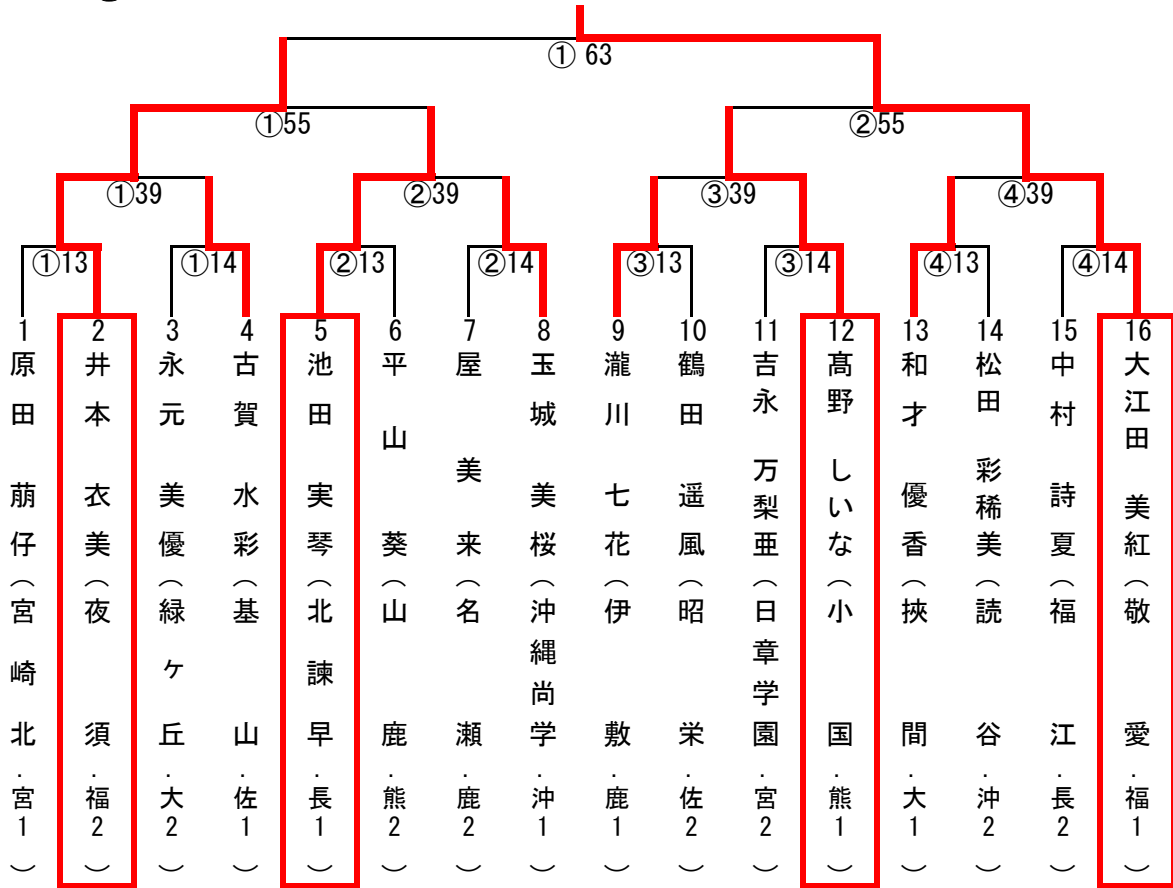 ① 63
①55
②55
①39
②39
③39
④39
①13
①14
②13
②14
③13
③14
④13
④14
1 原田 萠仔（宮崎北．宮1）
2 井本 衣美（夜須．福2）
3 永元 美優（緑ヶ丘．大2）
4 古賀 水彩（基山．佐1）
5 池田 実琴（北諫早．長1）
6 平山 葵（山鹿．熊2）
7 屋 美来（名瀬．鹿2）
8 玉城 美桜（沖縄尚学．沖1）
9 瀧川 七花（伊敷．鹿1）
10 鶴田 遥風（昭栄．佐2）
11 吉永 万梨亜（日章学園．宮2）
12 髙野 しいな（小国．熊1）
13 和才 優香（挾間．大1）
14 松田 彩稀美（読谷．沖2）
15 中村 詩夏（福江．長2）
16 大江田 美紅（敬愛．福1）